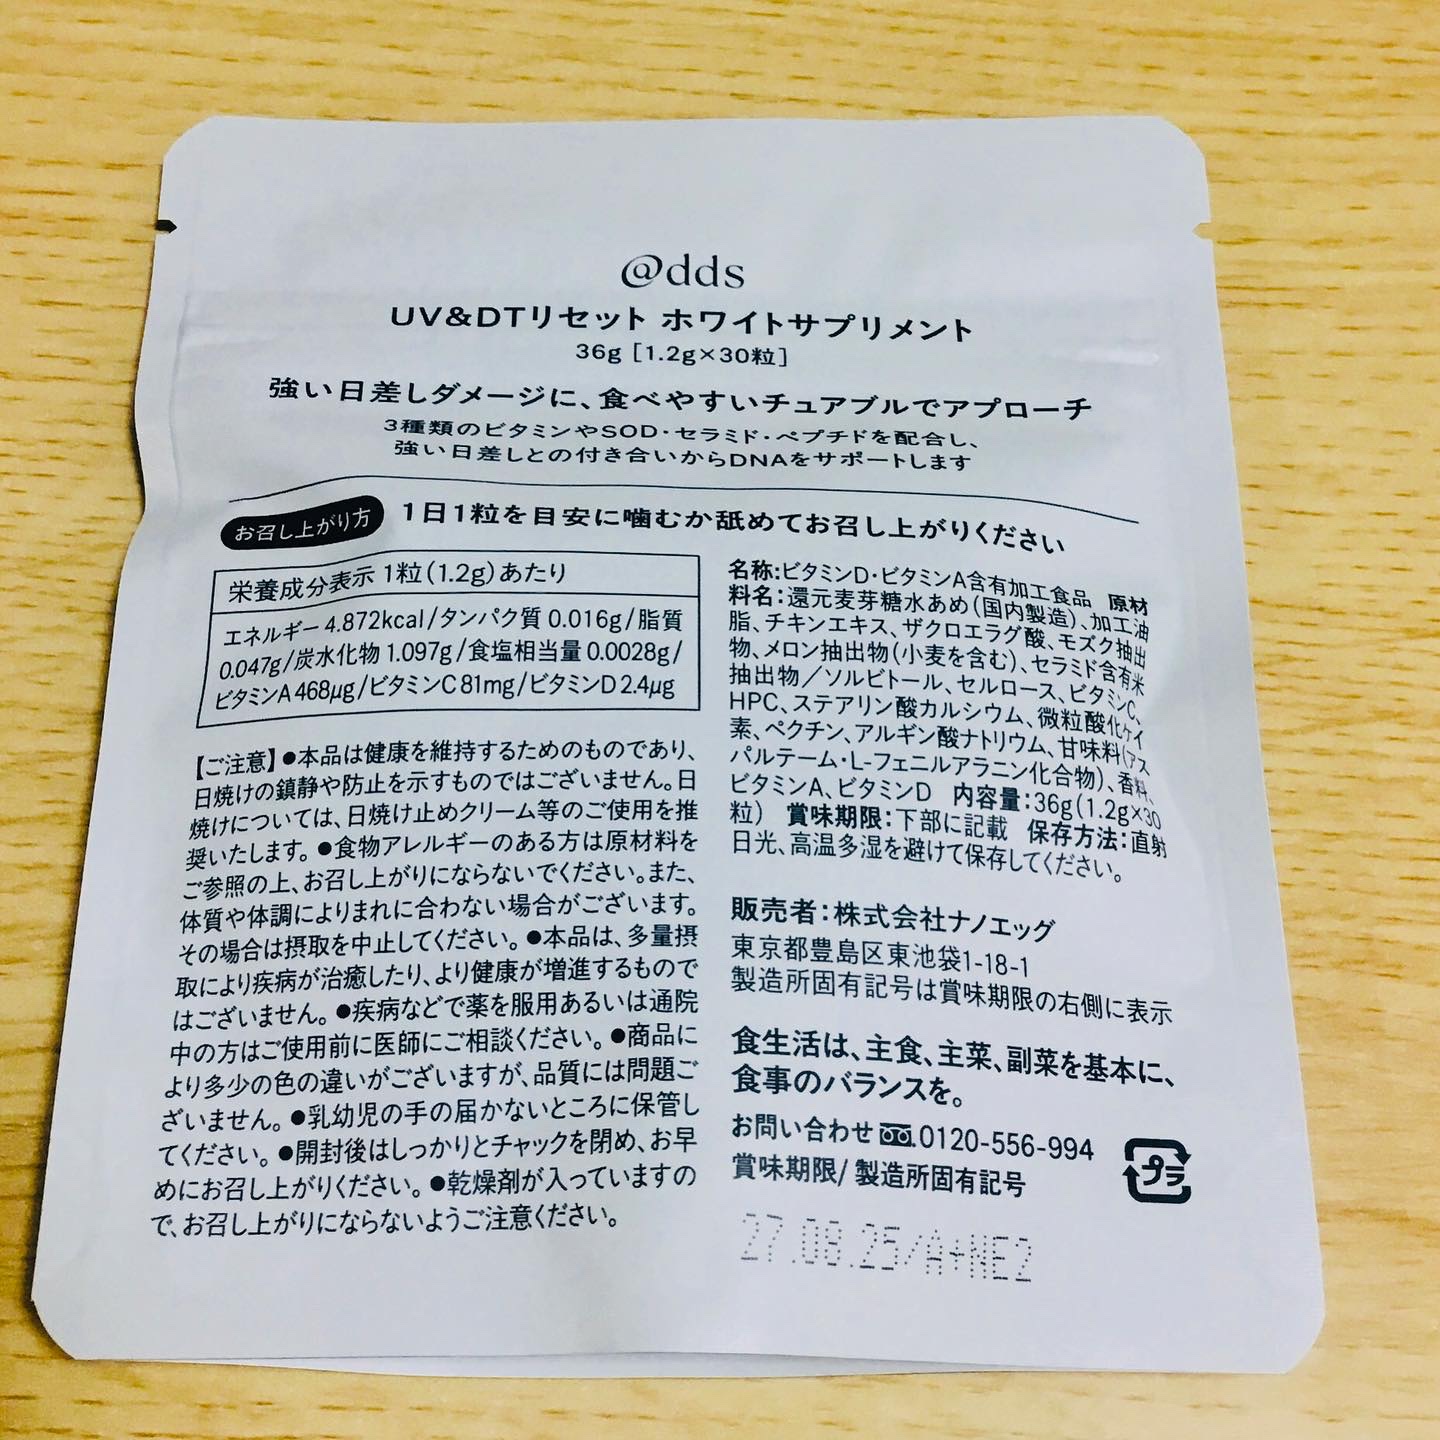 @dds
UV&DTリセット ホワイトサプリメント
36g [1.2g×30粒]
強い日差しダメージに、食べやすいチュアブルでアプローチ
3種類のビタミンやSOD・セラミド・ペプチドを配合し、
強い日差しとの付き合いからDNAをサポートします
お召し上がり方 1日1粒を目安に噛むか舐めてお召し上がりください
栄養成分表示 1粒(1.2g)あたり
エネルギー 4.872kcal/タンパク質 0.016g/脂質
0.047g/炭水化物 1.097g/食塩相当量 0.0028g/
ビタミンA 468μg/ビタミンC 81mg/ビタミンD 2.4μg
【ご注意】●本品は健康を維持するためのものであり、
日焼けの鎮静や防止を示すものではございません。日
焼けについては、日焼け止めクリーム等のご使用を推
奨いたします。●食物アレルギーのある方は原材料を
ご参照の上、お召し上がりにならないでください。また、
体質や体調によりまれに合わない場合がございます。
その場合は摂取を中止してください。●本品は、多量摂
取により疾病が治癒したり、より健康が増進するもので
はございません。●疾病などで薬を服用あるいは通院
中の方はご使用前に医師にご相談ください。●商品に
より多少の色の違いがございますが、品質には問題ご
ざいません。●乳幼児の手の届かないところに保管し
てください。●開封後はしっかりとチャックを閉め、お早
めにお召し上がりください。●乾燥剤が入っていますの
で、お召し上がりにならないようご注意ください。
名称:ビタミンD・ビタミンA含有加工食品 原材
料名:還元麦芽糖水あめ(国内製造)、加工油
脂、チキンエキス、ザクロエラグ酸、モズク抽出
物、メロン抽出物(小麦を含む)、セラミド含有米
抽出物/ソルビトール、セルロース、ビタミンC、
HPC、ステアリン酸カルシウム、微粒酸化ケイ
素、ペクチン、アルギン酸ナトリウム、甘味料(アス
パルテーム・L-フェニルアラニン化合物)、香料、
ビタミンA、ビタミンD 内容量:36g(1.2g×30
粒) 賞味期限:下部に記載 保存方法:直射
日光、高温多湿を避けて保存してください。
販売者:株式会社ナノエッグ
東京都豊島区東池袋1-18-1
製造所固有記号は賞味期限の右側に表示
食生活は、主食、主菜、副菜を基本に、
食事のバランスを。
お問い合わせ 0120-556-994
賞味期限/ 製造所固有記号
プラ
27.08.25/A+NE2